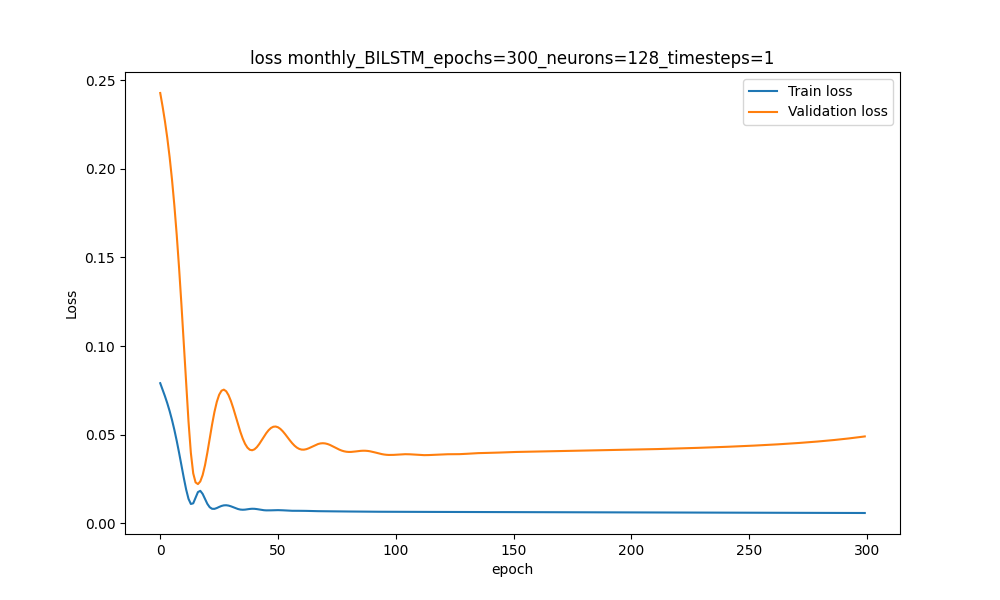 loss monthly_BILSTM_epochs=300_neurons=128_timesteps=1
Train loss
Validation loss
0.25
0.20
0.15
0.10
0.05
0.00
Loss
0 50 100 150 200 250 300
epoch